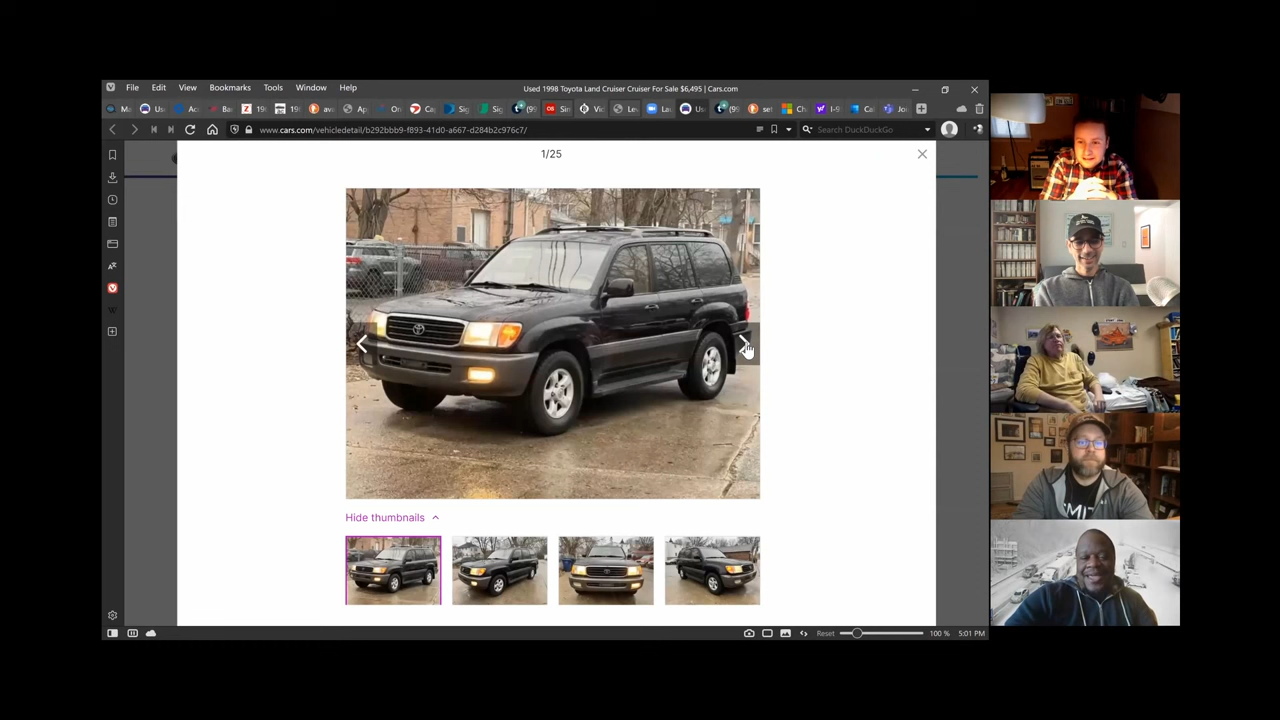 File Edit View Bookmarks Tools Window Help
Used 1998 Toyota Land Cruiser Cruiser For Sale $6,495 | Cars.com
www.cars.com/vehicledetail/b292bbb9-f893-41d0-a667-d284b2c976c7/
Search DuckDuckGo
1/25
Hide thumbnails
Reset
100 %
5:01 PM